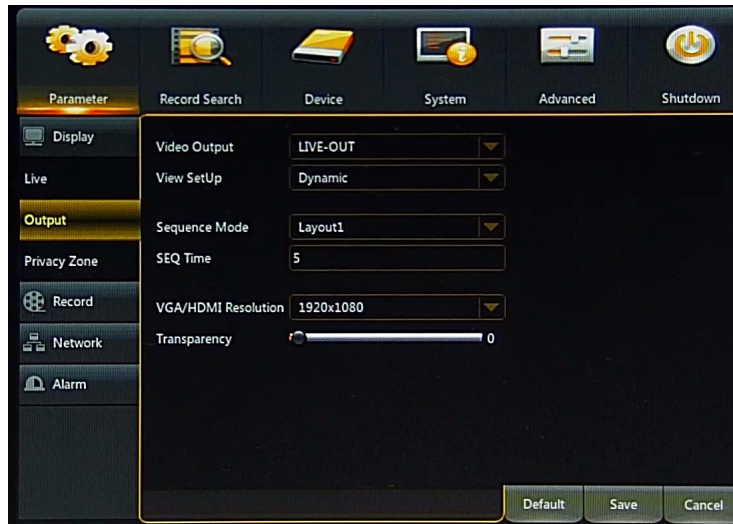 Parameter
Record Search
Device
System
Advanced
Shutdown
Display
Live
Output
Privacy Zone
Record
Network
Alarm
Video Output LIVE-OUT
View SetUp Dynamic
Sequence Mode Layout1
SEQ Time 5
VGA/HDMI Resolution 1920x1080
Transparency 0
Default
Save
Cancel